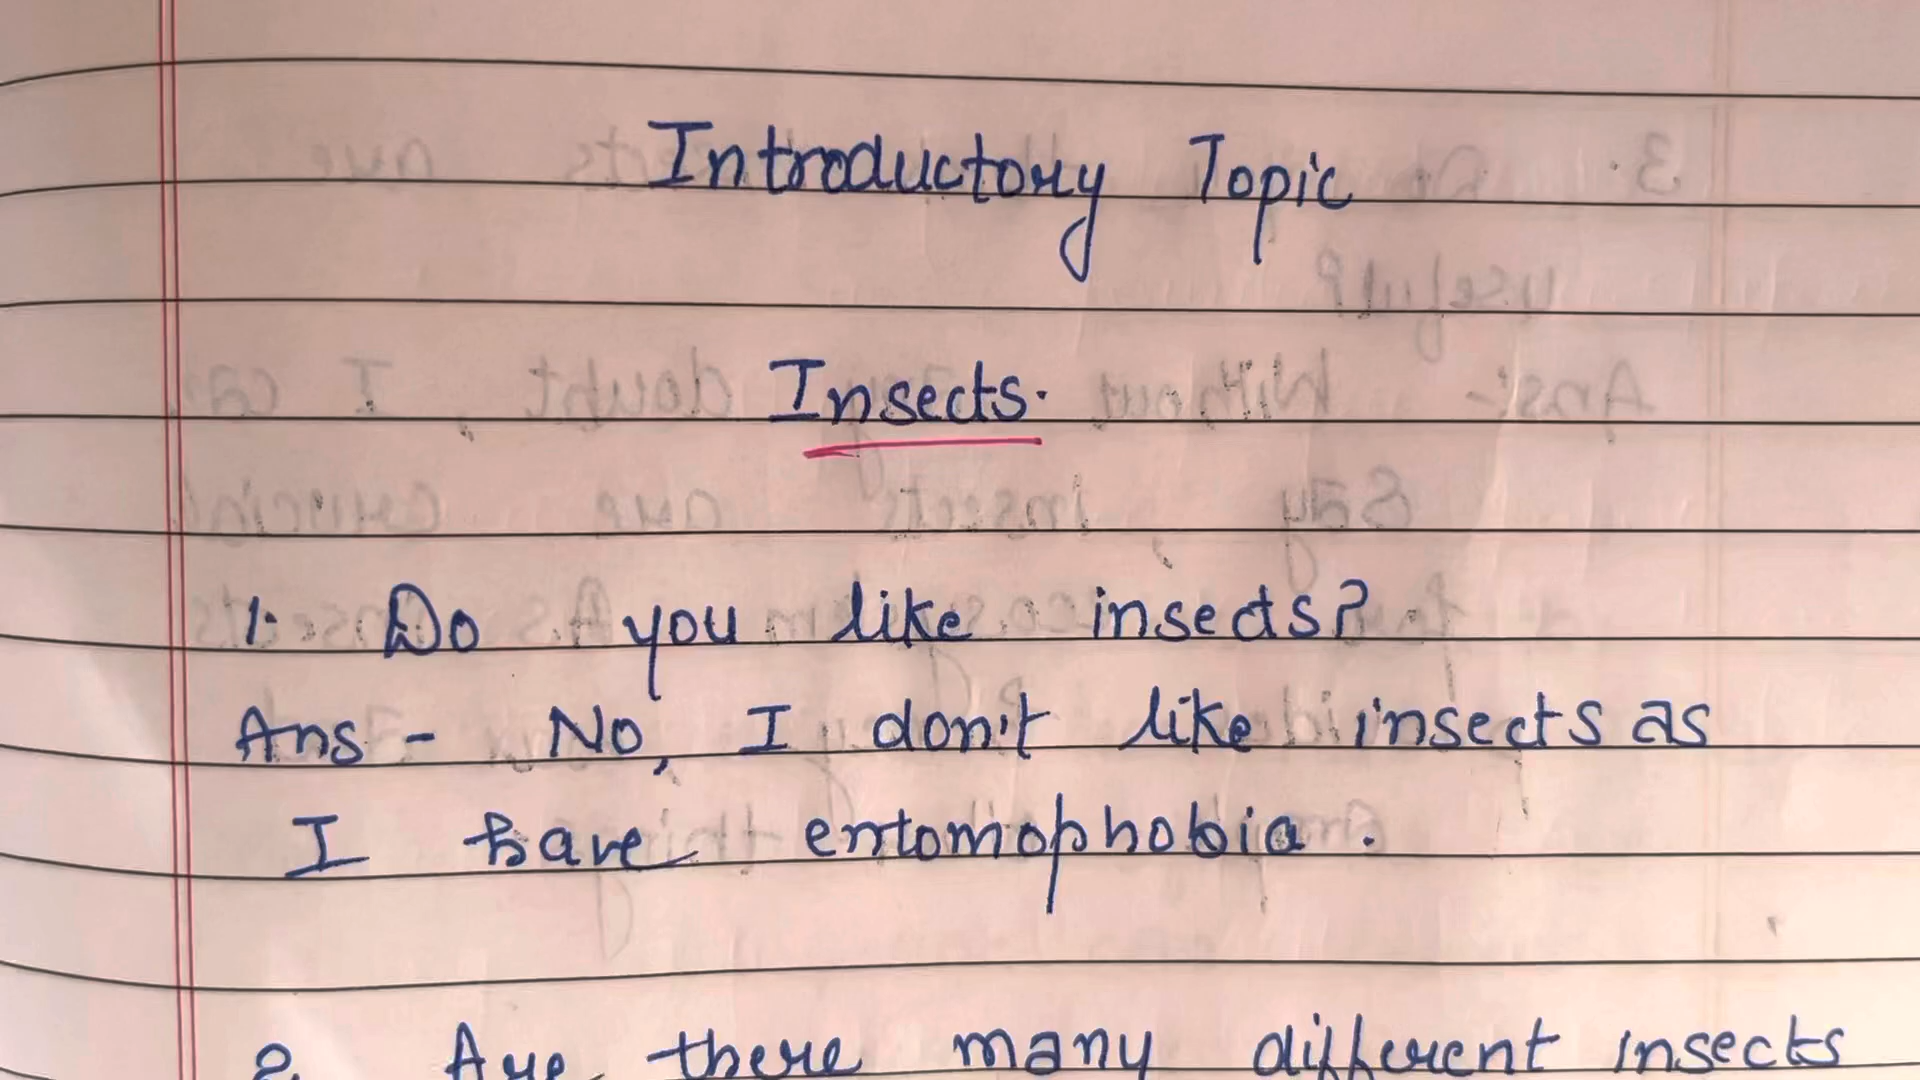 Introductory Topic
Insects.
1. Do you like insects?
Ans - No, I don't like insects as
I have entomophobia.
2. Are there many different insects